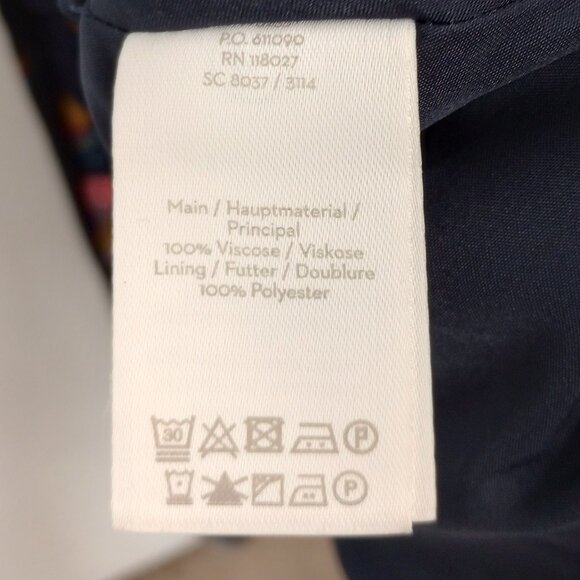 P.O. 611090
RN 118027
SC 8037 / 3114
Main / Hauptmaterial /
Principal
100% Viscose / Viskose
Lining / Futter / Doublure
100% Polyester
30 P
P